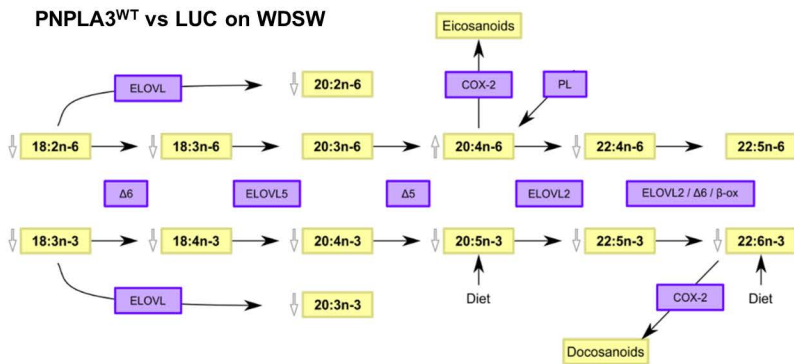 PNPLA3WT vs LUC on WDSW
Eicosanoids
ELOVL
20:2n-6
COX-2
PL
18:2n-6
18:3n-6
20:3n-6
20:4n-6
22:4n-6
22:5n-6
Δ6
ELOVL5
Δ5
ELOVL2
ELOVL2 / Δ6 / β-ox
18:3n-3
18:4n-3
20:4n-3
20:5n-3
22:5n-3
22:6n-3
ELOVL
20:3n-3
Diet
COX-2
Diet
Docosanoids